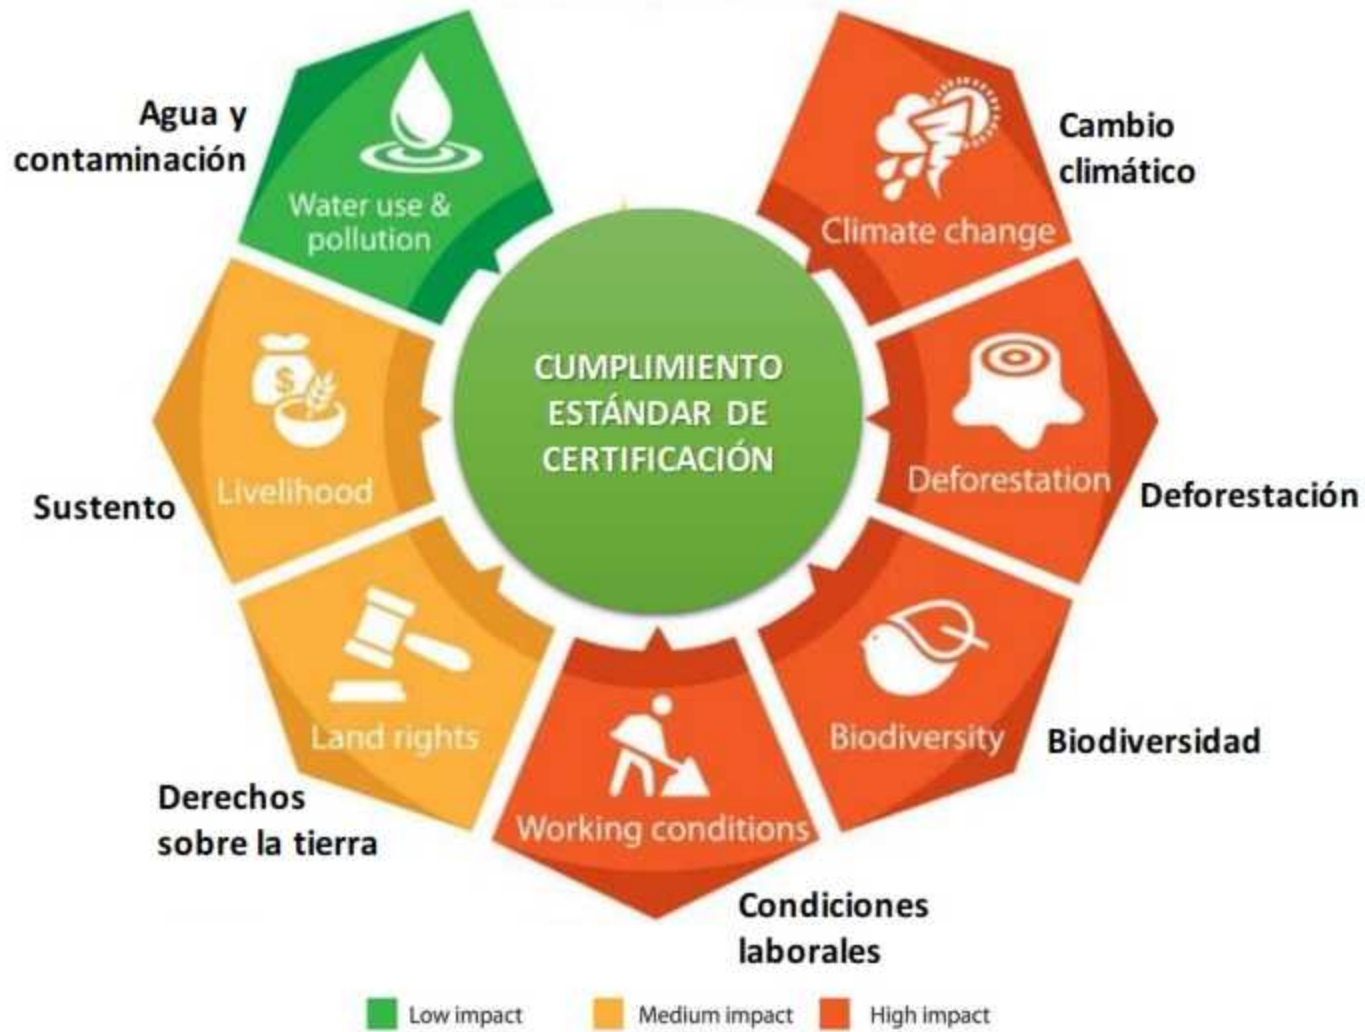 Agua y
contaminación
Water use &
pollution
Cambio
climático
Climate change
CUMPLIMIENTO
ESTÁNDAR DE
CERTIFICACIÓN
Livelihood
Sustento
Deforestation
Deforestación
Land rights
Derechos
sobre la tierra
Biodiversity
Biodiversidad
Working conditions
Condiciones
laborales
Low impact
Medium impact
High impact
$